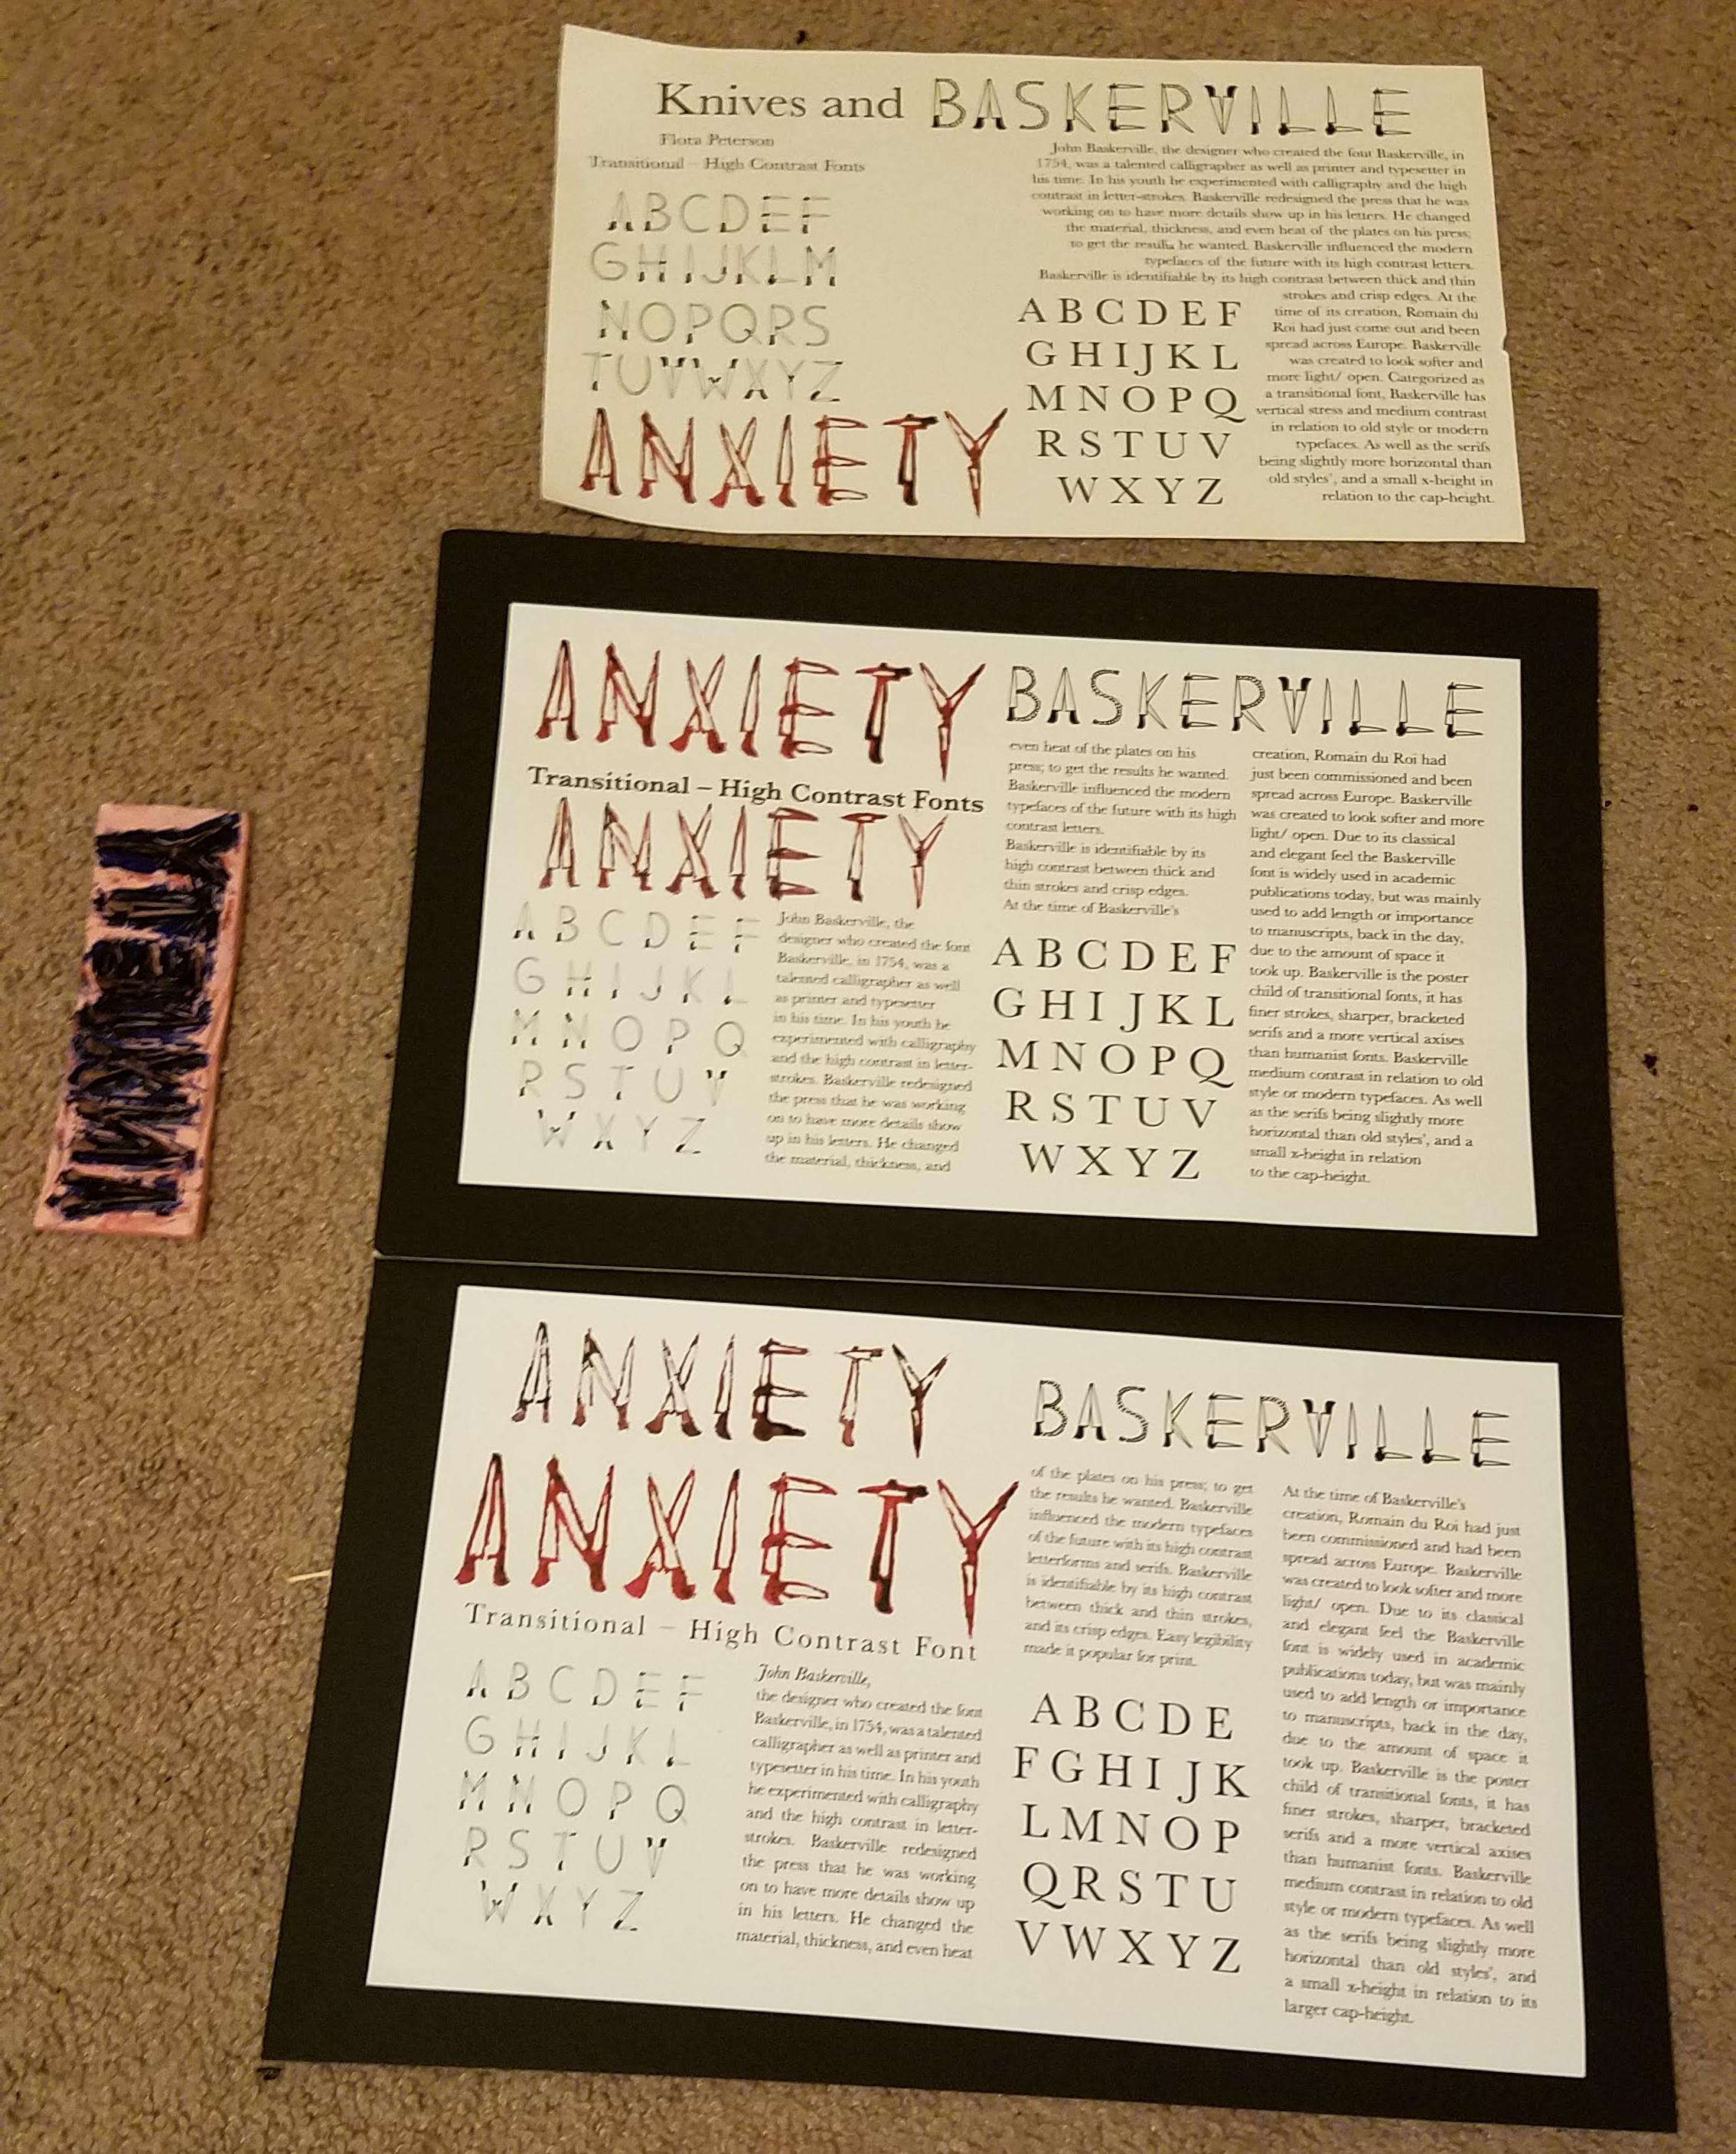 Knives and BASKERVILLE
Flora Peterson
Transitional – High Contrast Fonts
ABCDEF
GHIJKLM
NOPQRS
TUVWXYZ
ANXIETY
John Baskerville, the designer who created the font Baskerville, in
1754, was a talented calligrapher as well as printer and typesetter in
his time. In his youth he experimented with calligraphy and the high
contrast in letter-strokes. Baskerville redesigned the press that he was
working on to have more details show up in his letters. He changed
the material, thickness, and even heat of the plates on his press;
to get the results he wanted. Baskerville influenced the modern
typefaces of the future with its high contrast letters.
Baskerville is identifiable by its high contrast between thick and thin
strokes and crisp edges. At the
time of its creation, Romain du
Roi had just come out and been
spread across Europe. Baskerville
was created to look softer and
more light/ open. Categorized as
a transitional font, Baskerville has
vertical stress and medium contrast
in relation to old style or modern
typefaces. As well as the serifs
being slightly more horizontal than
old styles', and a small x-height in
relation to the cap-height.
A B C D E F
G H I J K L
M N O P Q
R S T U V
W X Y Z
ANXIETY
Transitional – High Contrast Fonts
ANXIETY
A B C D E F
G H I J K L
M N O P Q
R S T U V
W X Y Z
John Baskerville, the
designer who created the font
Baskerville, in 1754, was a
talented calligrapher as well
as printer and typesetter
in his time. In his youth he
experimented with calligraphy
and the high contrast in letter-
strokes. Baskerville redesigned
the press that he was working
on to have more details show
up in his letters. He changed
the material, thickness, and
BASKERVILLE
even heat of the plates on his
press; to get the results he wanted.
Baskerville influenced the modern
typefaces of the future with its high
contrast letters.
Baskerville is identifiable by its
high contrast between thick and
thin strokes and crisp edges.
At the time of Baskerville's
A B C D E F
G H I J K L
M N O P Q
R S T U V
W X Y Z
creation, Romain du Roi had
just been commissioned and been
spread across Europe. Baskerville
was created to look softer and more
light/ open. Due to its classical
and elegant feel the Baskerville
font is widely used in academic
publications today, but was mainly
used to add length or importance
to manuscripts, back in the day,
due to the amount of space it
took up. Baskerville is the poster
child of transitional fonts, it has
finer strokes, sharper, bracketed
serifs and a more vertical axises
than humanist fonts. Baskerville
medium contrast in relation to old
style or modern typefaces. As well
as the serifs being slightly more
horizontal than old styles', and a
small x-height in relation
to the cap-height.
ANXIETY
ANXIETY
Transitional – High Contrast Font
A B C D E F
G H I J K L
M N O P Q
R S T U V
W X Y Z
John Baskerville,
the designer who created the font
Baskerville, in 1754, was a talented
calligrapher as well as printer and
typesetter in his time. In his youth
he experimented with calligraphy
and the high contrast in letter-
strokes. Baskerville redesigned
the press that he was working
on to have more details show up
in his letters. He changed the
material, thickness, and even heat
BASKERVILLE
of the plates on his press; to get
the results he wanted. Baskerville
influenced the modern typefaces
of the future with its high contrast
letterforms and serifs. Baskerville
is identifiable by its high contrast
between thick and thin strokes,
and its crisp edges. Easy legibility
made it popular for print.
A B C D E
F G H I J K
L M N O P
Q R S T U
V W X Y Z
At the time of Baskerville's
creation, Romain du Roi had just
been commissioned and had been
spread across Europe. Baskerville
was created to look softer and more
light/ open. Due to its classical
and elegant feel the Baskerville
font is widely used in academic
publications today, but was mainly
used to add length or importance
to manuscripts, back in the day,
due to the amount of space it
took up. Baskerville is the poster
child of transitional fonts, it has
finer strokes, sharper, bracketed
serifs and a more vertical axises
than humanist fonts. Baskerville
medium contrast in relation to old
style or modern typefaces. As well
as the serifs being slightly more
horizontal than old styles', and
a small x-height in relation to its
larger cap-height.
ANXIETY